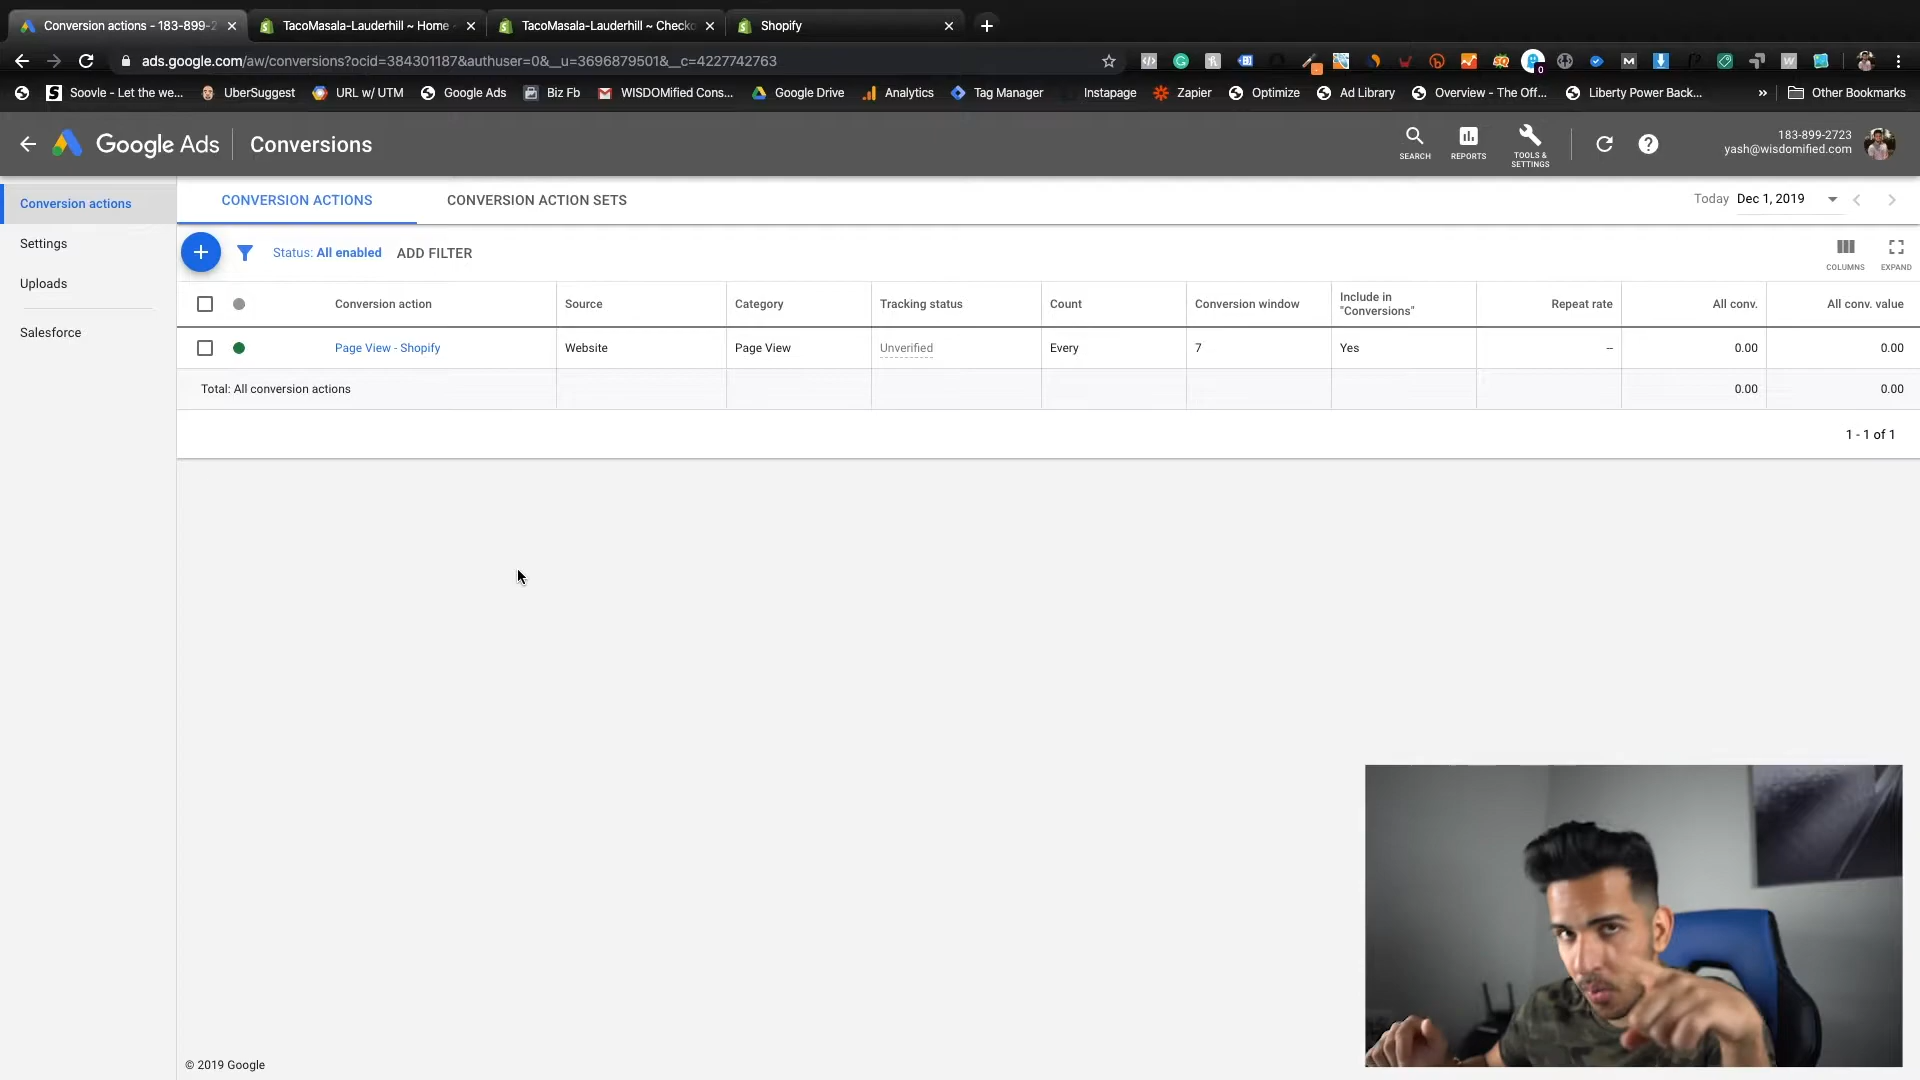 Conversion actions - 183-899-2
TacoMasala-Lauderhill ~ Home
TacoMasala-Lauderhill ~ Checko
Shopify
ads.google.com/aw/conversions?ocid=384301187&authuser=0&__u=3696879501&__c=4227742763
Soovle - Let the we...
UberSuggest
URL w/ UTM
Google Ads
Biz Fb
WISDOMified Cons...
Google Drive
Analytics
Tag Manager
Instapage
Zapier
Optimize
Ad Library
Overview - The Off...
Liberty Power Back...
»
Other Bookmarks
Google Ads
Conversions
SEARCH
REPORTS
TOOLS &
SETTINGS
183-899-2723
yash@wisdomified.com
Conversion actions
Settings
Uploads
Salesforce
CONVERSION ACTIONS
CONVERSION ACTION SETS
Today Dec 1, 2019
Status: All enabled
ADD FILTER
COLUMNS
EXPAND
Conversion action
Source
Category
Tracking status
Count
Conversion window
Include in
"Conversions"
Repeat rate
All conv.
All conv. value
Page View - Shopify
Website
Page View
Unverified
Every
7
Yes
–
0.00
0.00
Total: All conversion actions
0.00
0.00
1 - 1 of 1
© 2019 Google